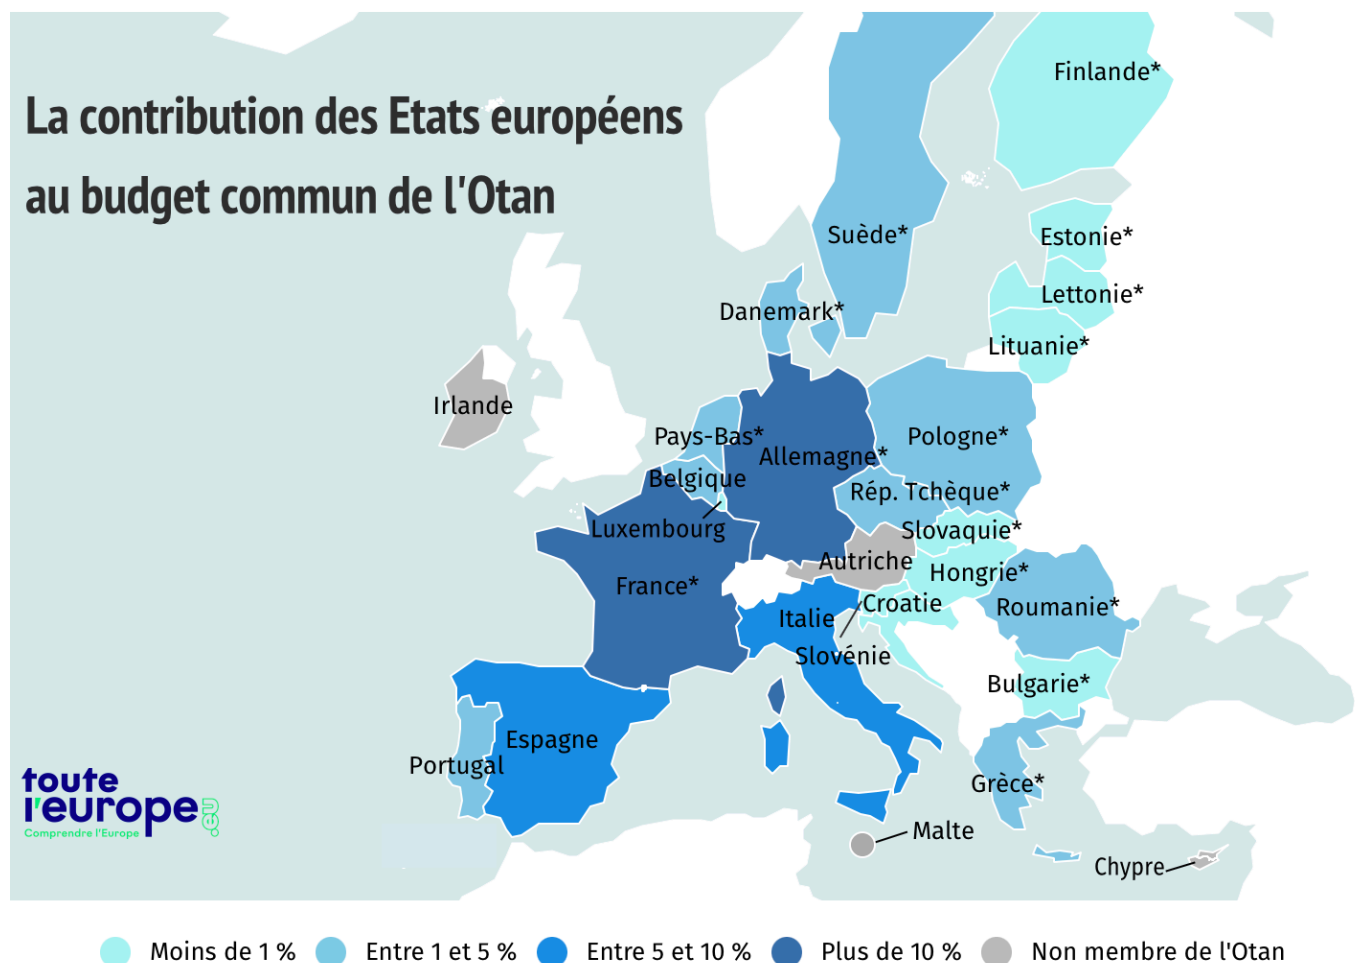 La contribution des Etats européens
au budget commun de l'Otan
Finlande*
Suède*
Estonie*
Lettonie*
Danemark*
Lituanie*
Irlande
Pays-Bas*
Allemagne*
Pologne*
Belgique
Rép. Tchèque*
Luxembourg
Slovaquie*
Autriche
Hongrie*
France*
Croatie
Roumanie*
Italie
Slovénie
Bulgarie*
Espagne
Portugal
Grèce*
toute
l'europe.eu
Comprendre l'Europe
Malte
Chypre
Moins de 1 %
Entre 1 et 5 %
Entre 5 et 10 %
Plus de 10 %
Non membre de l'Otan